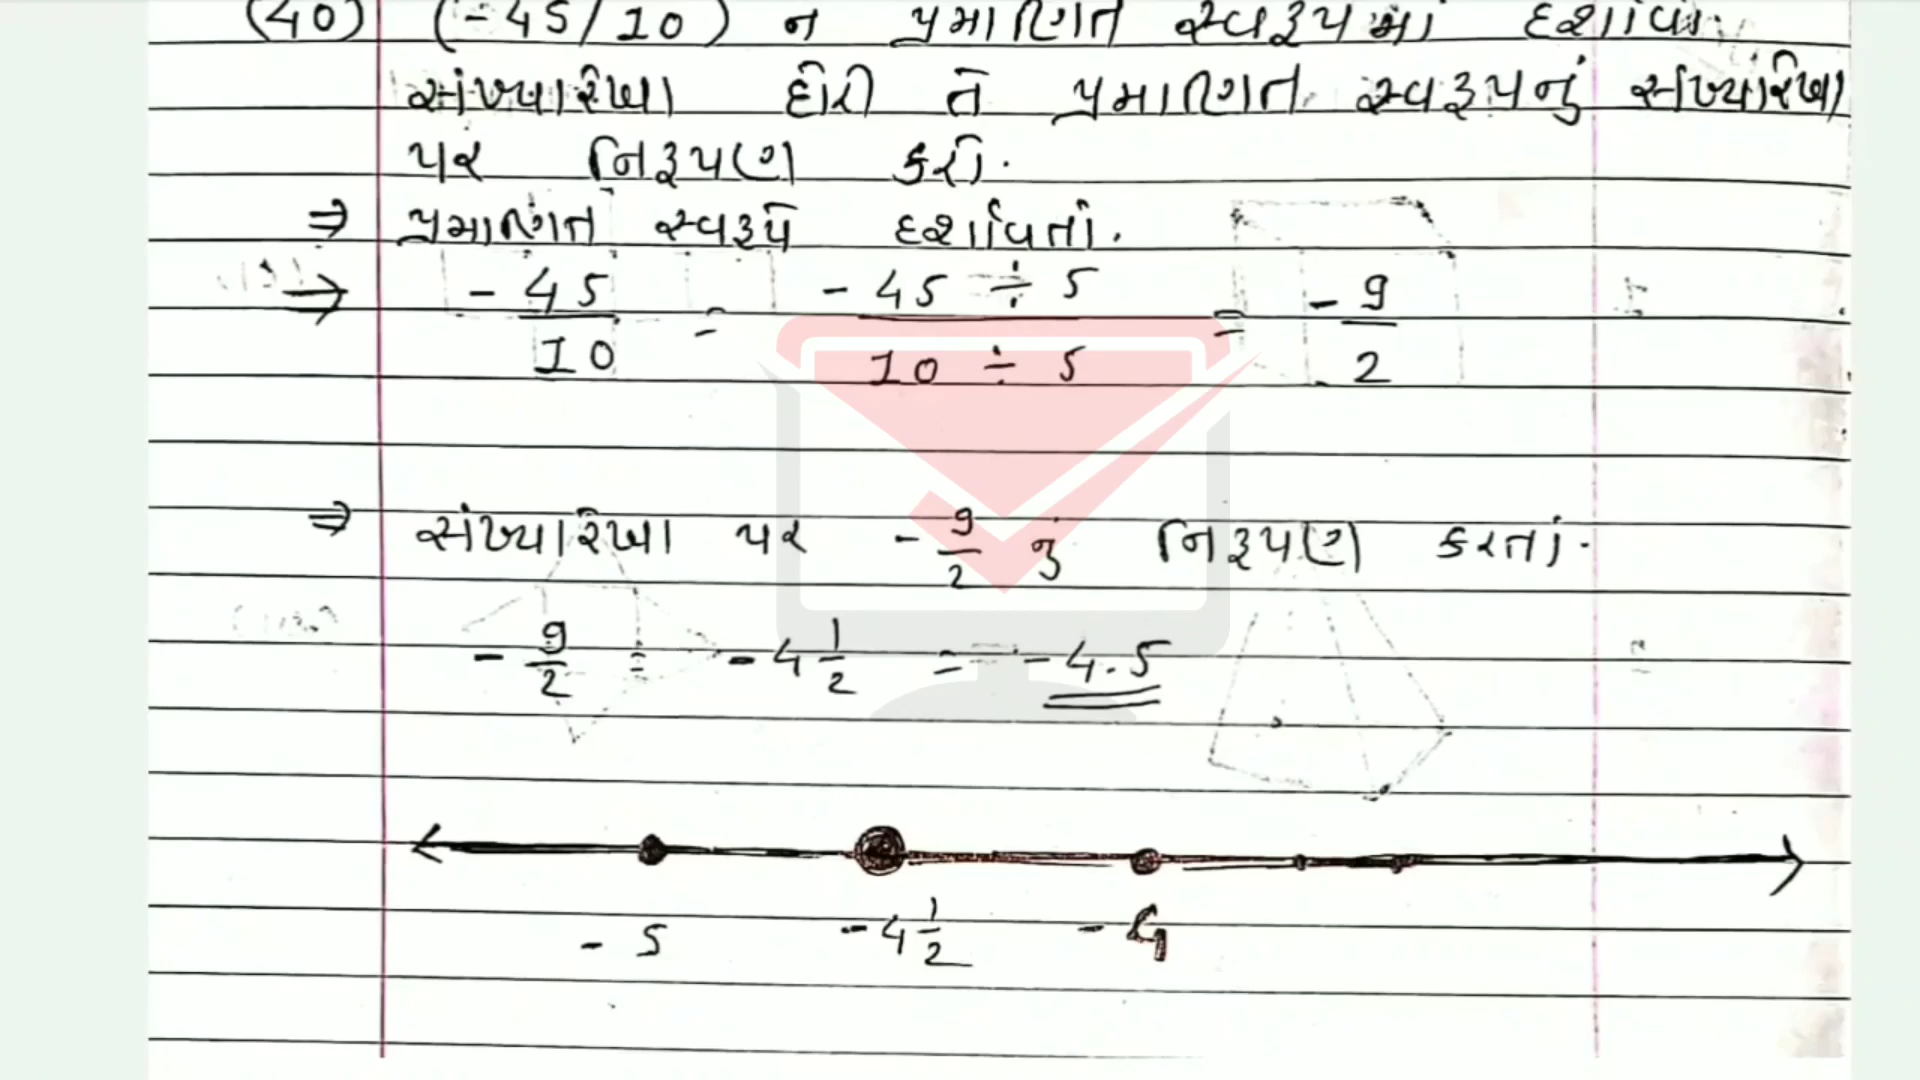 (40) (-45/10) ન પ્રમાણિત સ્વરૂપમાં દર્શાવી.
સંખ્યારેખા દોરી તે પ્રમાણિત સ્વરૂપનું સંખ્યારેખા
પર નિરૂપણ કરો.
⇒ પ્રમાણિત સ્વરૂપે દર્શાવતાં.
→ -45/10 = -45 ÷ 5/10 ÷ 5 = -9/2
⇒ સંખ્યારેખા પર -9/2 નું નિરૂપણ કરતાં.
-9/2 = -4 1/2 = -4.5
-5 -4 1/2 -4